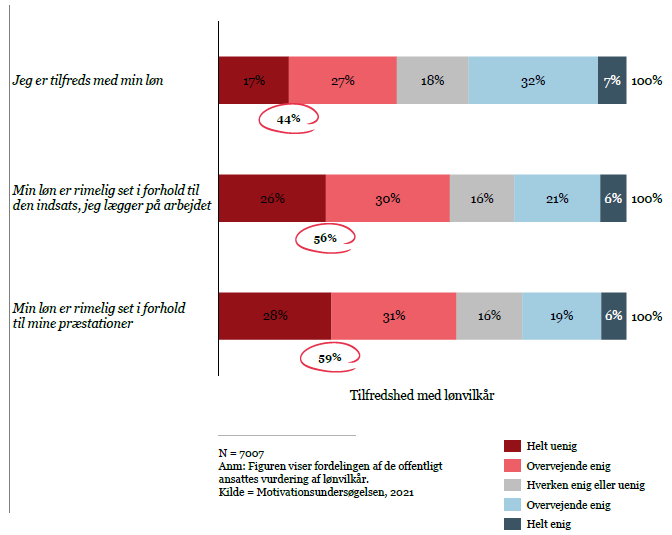 Jeg er tilfreds med min løn
17%
27%
18%
32%
7%
100%
44%
Min løn er rimelig set i forhold til
den indsats, jeg lægger på arbejdet
26%
30%
16%
21%
6%
100%
56%
Min løn er rimelig set i forhold
til mine præstationer
28%
31%
16%
19%
6%
100%
59%
Tilfredshed med lønvilkår
N = 7007
Anm: Figuren viser fordelingen af de offentligt
ansattes vurdering af lønvilkår.
Kilde = Motivationsundersøgelsen, 2021
Helt uenig
Overvejende enig
Hverken enig eller uenig
Overvejende enig
Helt enig